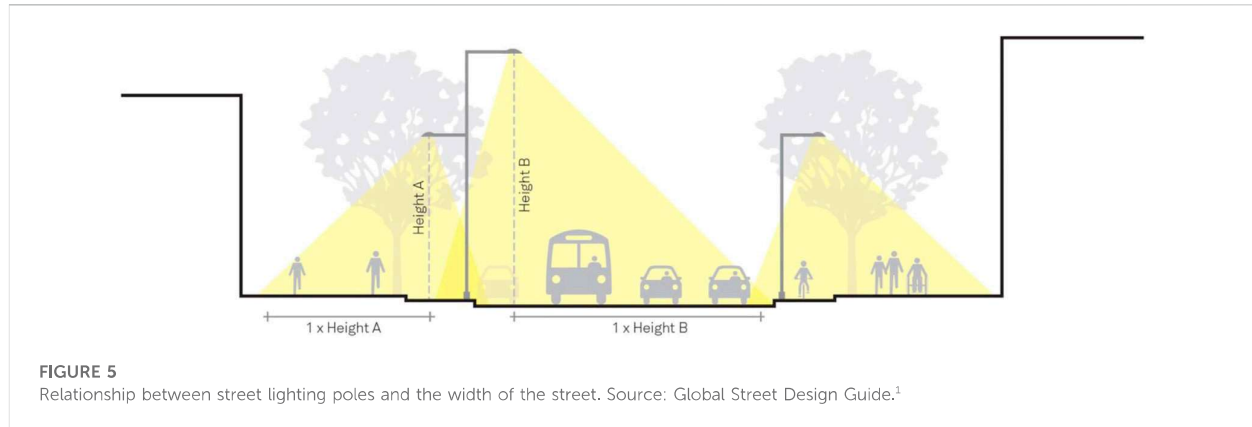 Height A
Height B
1 x Height A
1 x Height B
FIGURE 5
Relationship between street lighting poles and the width of the street. Source: Global Street Design Guide.¹